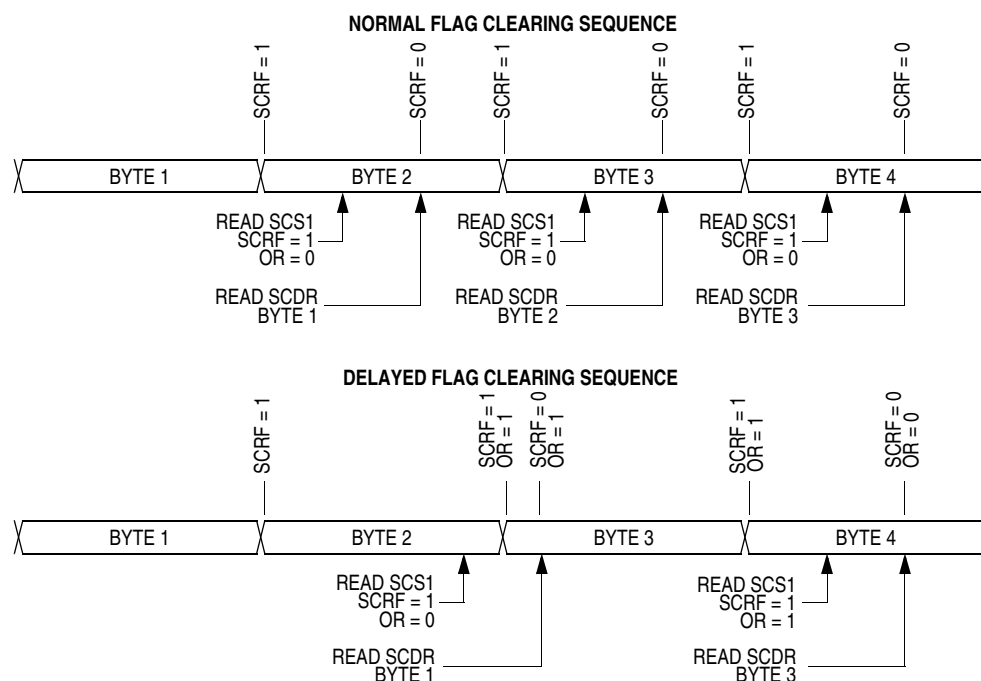 NORMAL FLAG CLEARING SEQUENCE
SCRF = 1
SCRF = 0
SCRF = 1
SCRF = 0
SCRF = 1
SCRF = 0
BYTE 1
BYTE 2
BYTE 3
BYTE 4
READ SCS1
SCRF = 1
OR = 0
READ SCS1
SCRF = 1
OR = 0
READ SCS1
SCRF = 1
OR = 0
READ SCDR
BYTE 1
READ SCDR
BYTE 2
READ SCDR
BYTE 3
DELAYED FLAG CLEARING SEQUENCE
SCRF = 1
SCRF = 1
OR = 1
SCRF = 0
OR = 1
SCRF = 1
OR = 1
SCRF = 0
OR = 0
BYTE 1
BYTE 2
BYTE 3
BYTE 4
READ SCS1
SCRF = 1
OR = 0
READ SCS1
SCRF = 1
OR = 1
READ SCDR
BYTE 1
READ SCDR
BYTE 3